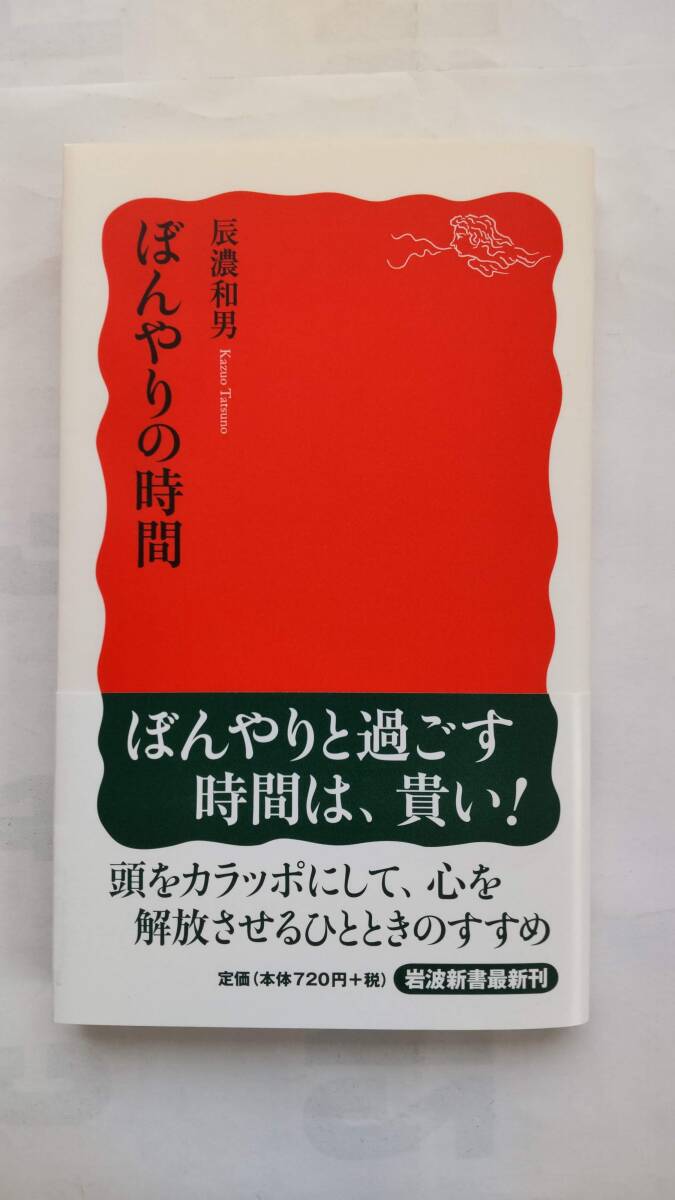 ぼんやりの時間
辰濃和男
Kazuo Tatsuno
ぼんやりと過ごす
時間は、貴い!
頭をカラッポにして、心を
解放させるひとときのすすめ
定価(本体720円+税)
岩波新書最新刊